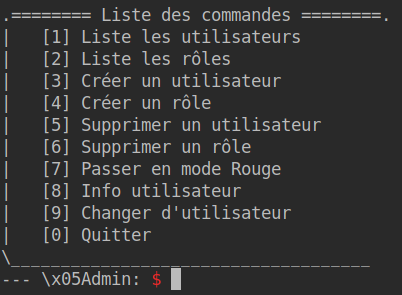 .======== Liste des commandes ========.
|   [1] Liste les utilisateurs
|   [2] Liste les rôles
|   [3] Créer un utilisateur
|   [4] Créer un rôle
|   [5] Supprimer un utilisateur
|   [6] Supprimer un rôle
|   [7] Passer en mode Rouge
|   [8] Info utilisateur
|   [9] Changer d'utilisateur
|   [0] Quitter
\____________________________________
--- \x05Admin: $